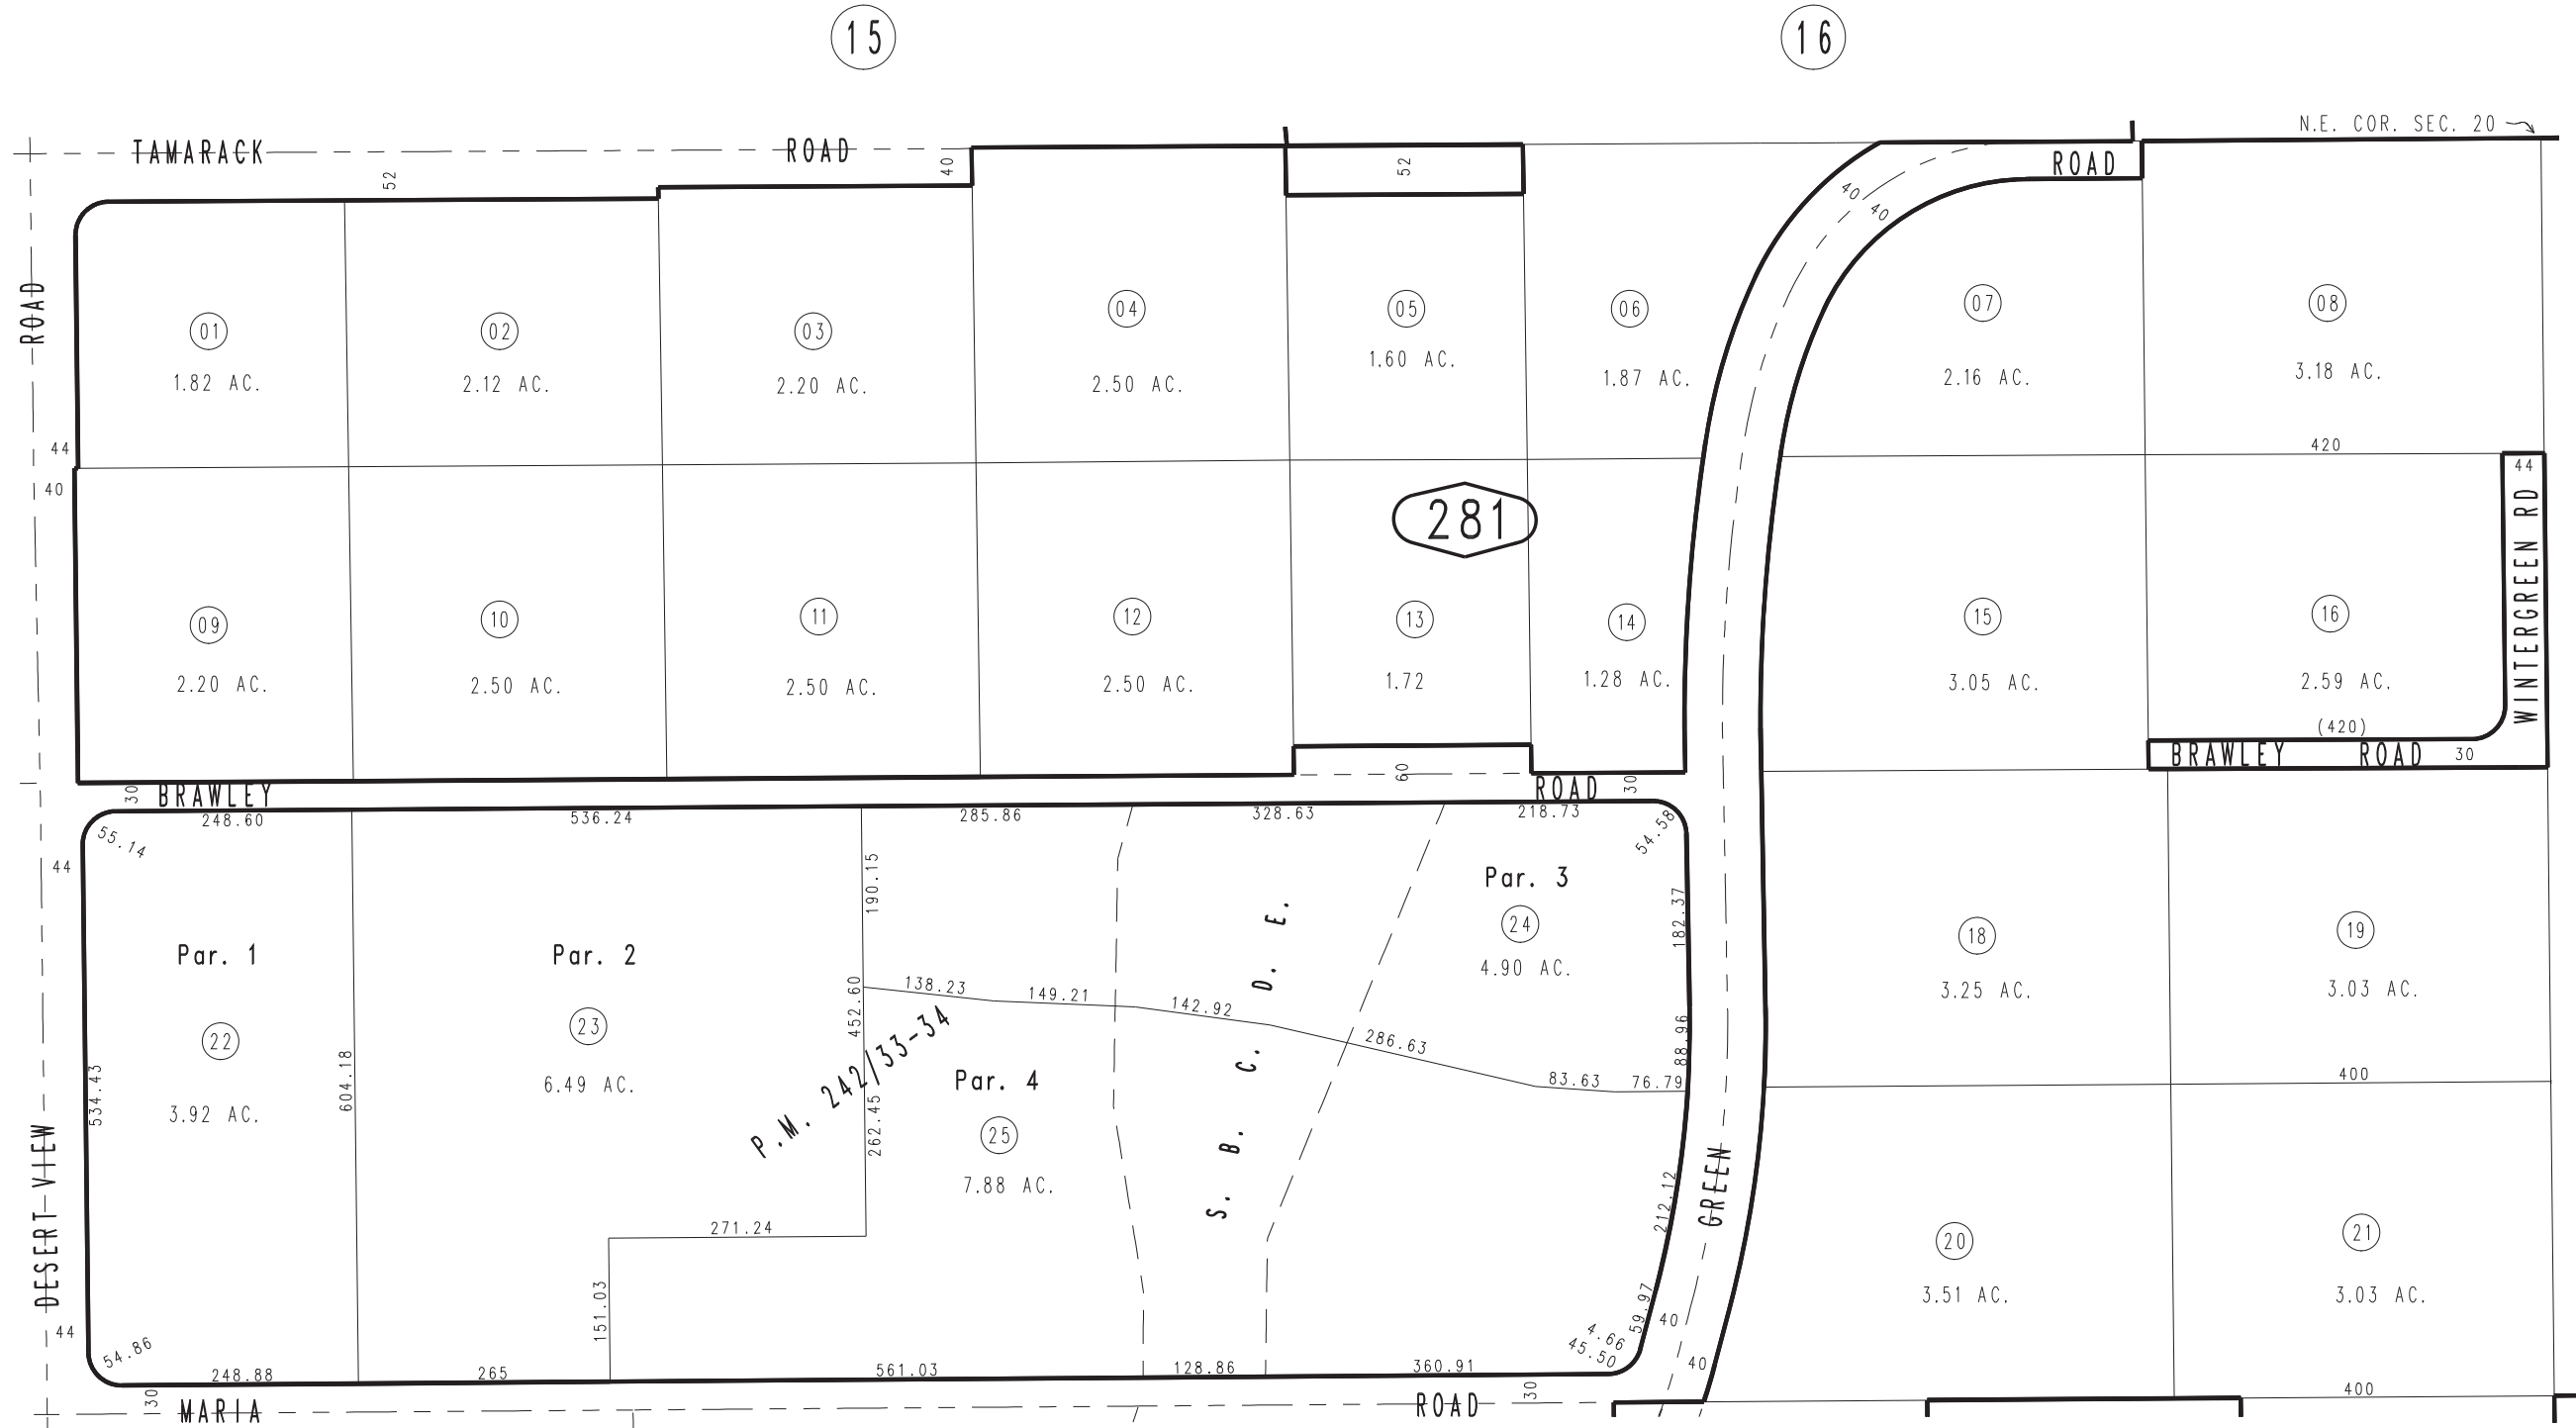 15
16
N.E. COR. SEC. 20
TAMARACK ROAD
ROAD
52
40
52
40
40
ROAD
01
1.82 AC.
02
2.12 AC.
03
2.20 AC.
04
2.50 AC.
05
1.60 AC.
06
1.87 AC.
07
2.16 AC.
08
3.18 AC.
44
40
420
44
281
WINTERGREEN RD
09
2.20 AC.
10
2.50 AC.
11
2.50 AC.
12
2.50 AC.
13
1.72
14
1.28 AC.
15
3.05 AC.
16
2.59 AC.
(420)
BRAWLEY ROAD 30
30
BRAWLEY
60
ROAD
30
248.60
536.24
285.86
328.63
218.73
55.14
54.58
44
190.15
182.37
Par. 1
22
3.92 AC.
534.43
604.18
Par. 2
23
6.49 AC.
452.60
262.45
138.23
149.21
142.92
286.63
83.63
76.79
88.96
P.M. 242/33-34
Par. 3
24
4.90 AC.
Par. 4
25
7.88 AC.
S. B. C. D. E.
18
3.25 AC.
19
3.03 AC.
400
DESERT VIEW
271.24
151.03
212.12
GREEN
59.97
4.66
45.50
40
40
20
3.51 AC.
21
3.03 AC.
44
54.86
248.88
265
561.03
128.86
360.91
400
30
MARIA
ROAD
30